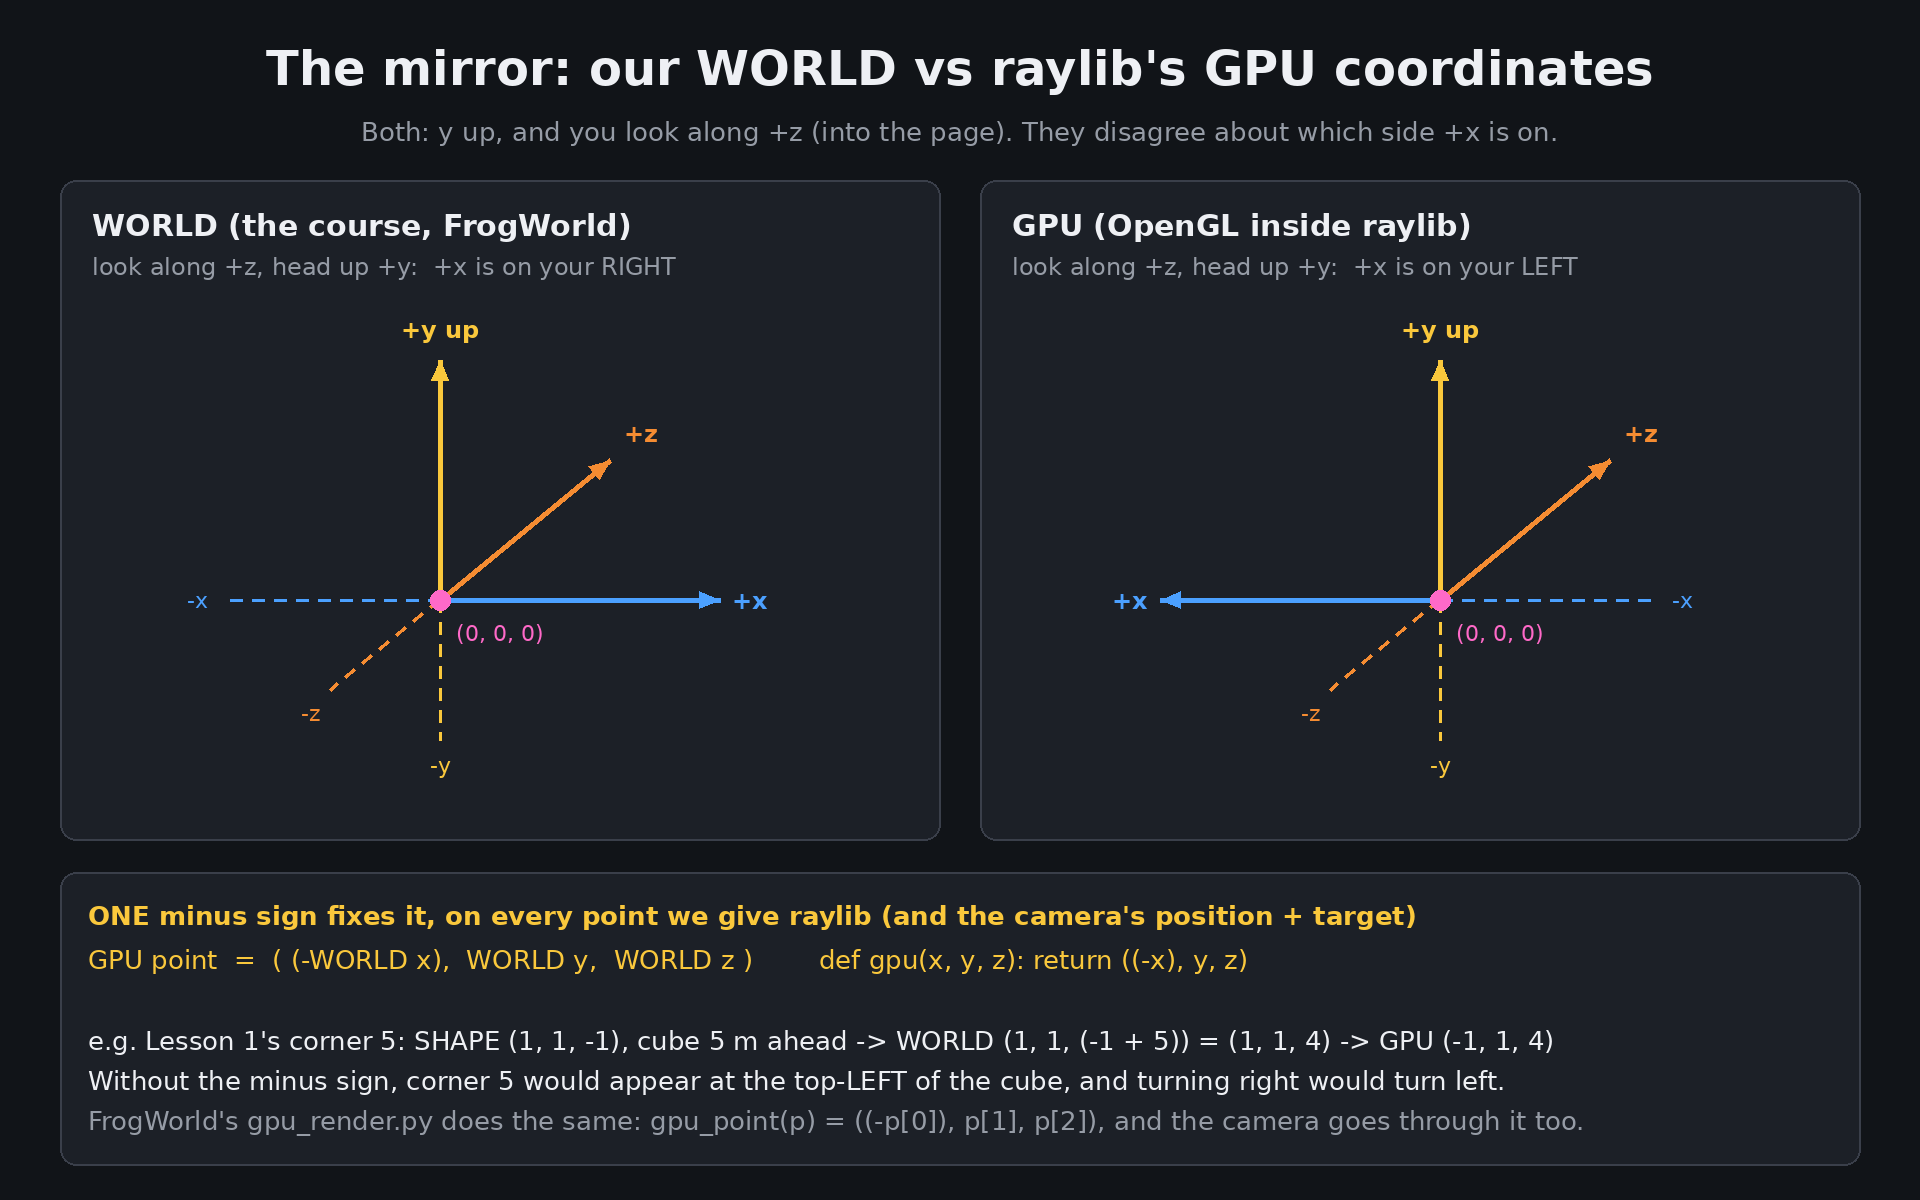 The mirror: our WORLD vs raylib's GPU coordinates
Both: y up, and you look along +z (into the page). They disagree about which side +x is on.
WORLD (the course, FrogWorld)
look along +z, head up +y:  +x is on your RIGHT
+y up
+z
-x
+x
(0, 0, 0)
-z
-y
GPU (OpenGL inside raylib)
look along +z, head up +y:  +x is on your LEFT
+y up
+z
+x
-x
(0, 0, 0)
-z
-y
ONE minus sign fixes it, on every point we give raylib (and the camera's position + target)
GPU point  =  ( (-WORLD x),  WORLD y,  WORLD z )        def gpu(x, y, z): return ((-x), y, z)
e.g. Lesson 1's corner 5: SHAPE (1, 1, -1), cube 5 m ahead -> WORLD (1, 1, (-1 + 5)) = (1, 1, 4) -> GPU (-1, 1, 4)
Without the minus sign, corner 5 would appear at the top-LEFT of the cube, and turning right would turn left.
FrogWorld's gpu_render.py does the same: gpu_point(p) = ((-p[0]), p[1], p[2]), and the camera goes through it too.